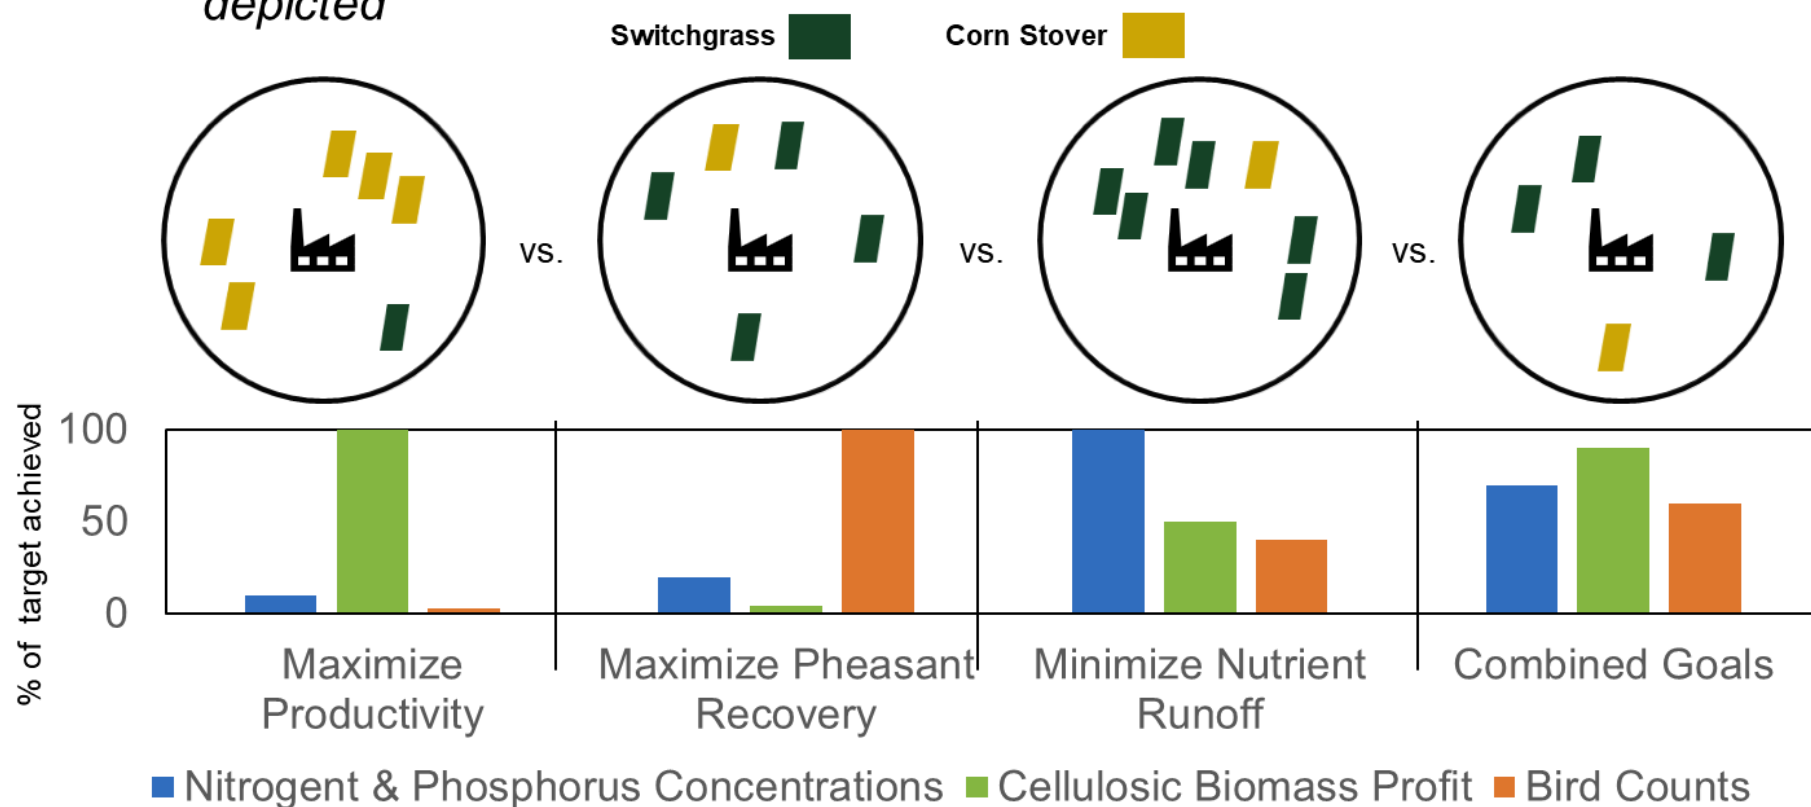 depicted
Switchgrass
Corn Stover
vs.
vs.
vs.
% of target achieved
100
50
0
Maximize
Productivity
Maximize Pheasant
Recovery
Minimize Nutrient
Runoff
Combined Goals
Nitrogent & Phosphorus Concentrations
Cellulosic Biomass Profit
Bird Counts